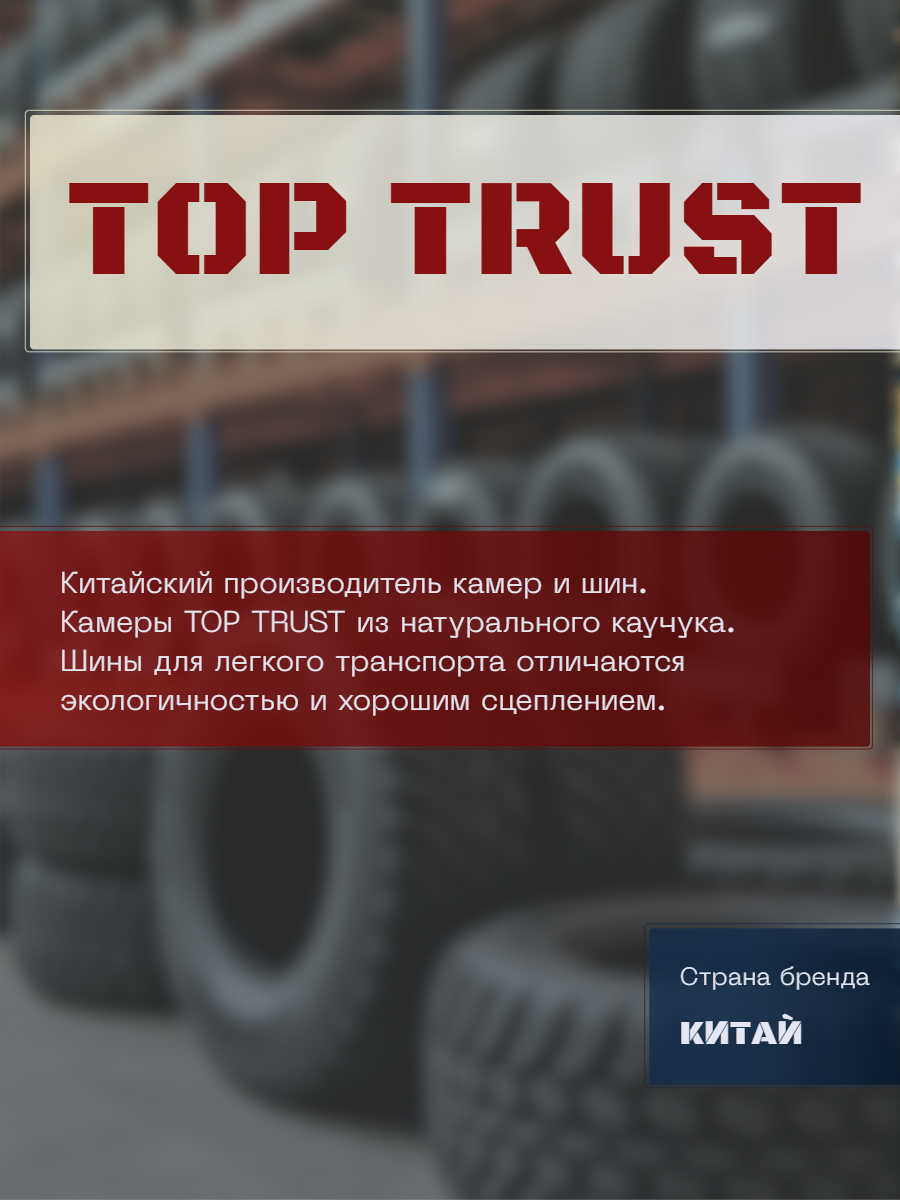 TOP TRUST
Китайский производитель камер и шин.
Камеры TOP TRUST из натурального каучука.
Шины для легкого транспорта отличаются
экологичностью и хорошим сцеплением.
Страна бренда
КИТАЙ